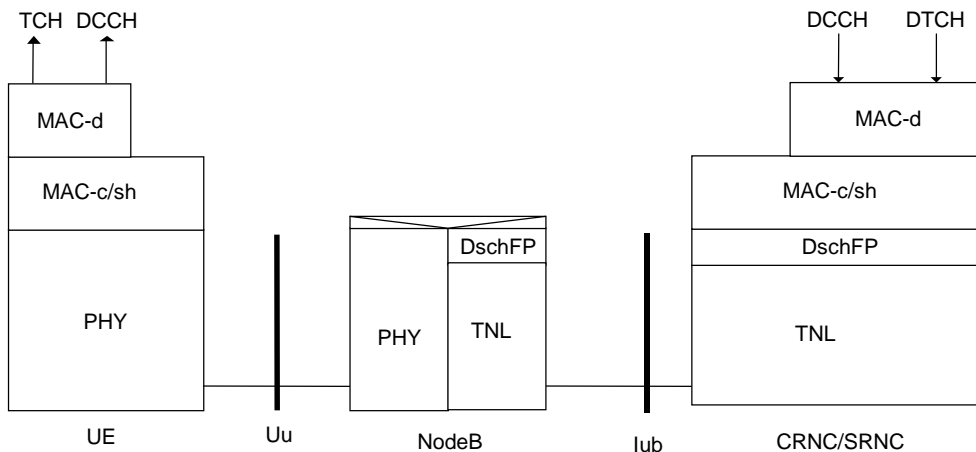 TCH DCCH
DCCH DTCH
MAC-d
MAC-d
MAC-c/sh
MAC-c/sh
DschFP
DschFP
PHY
PHY
TNL
TNL
UE
Uu
NodeB
Iub
CRNC/SRNC